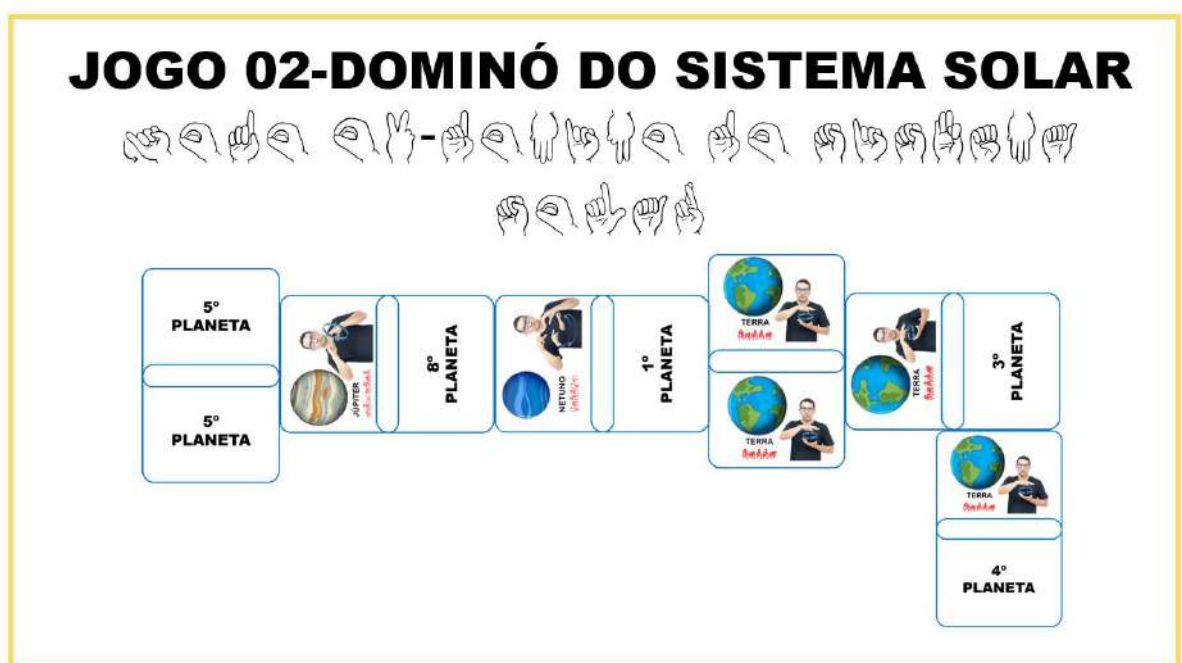 JOGO 02-DOMINÓ DO SISTEMA SOLAR
5º
PLANETA
5º
PLANETA
JÚPITER
8º
PLANETA
NETUNO
1º
PLANETA
TERRA
TERRA
TERRA
3º
PLANETA
TERRA
4º
PLANETA